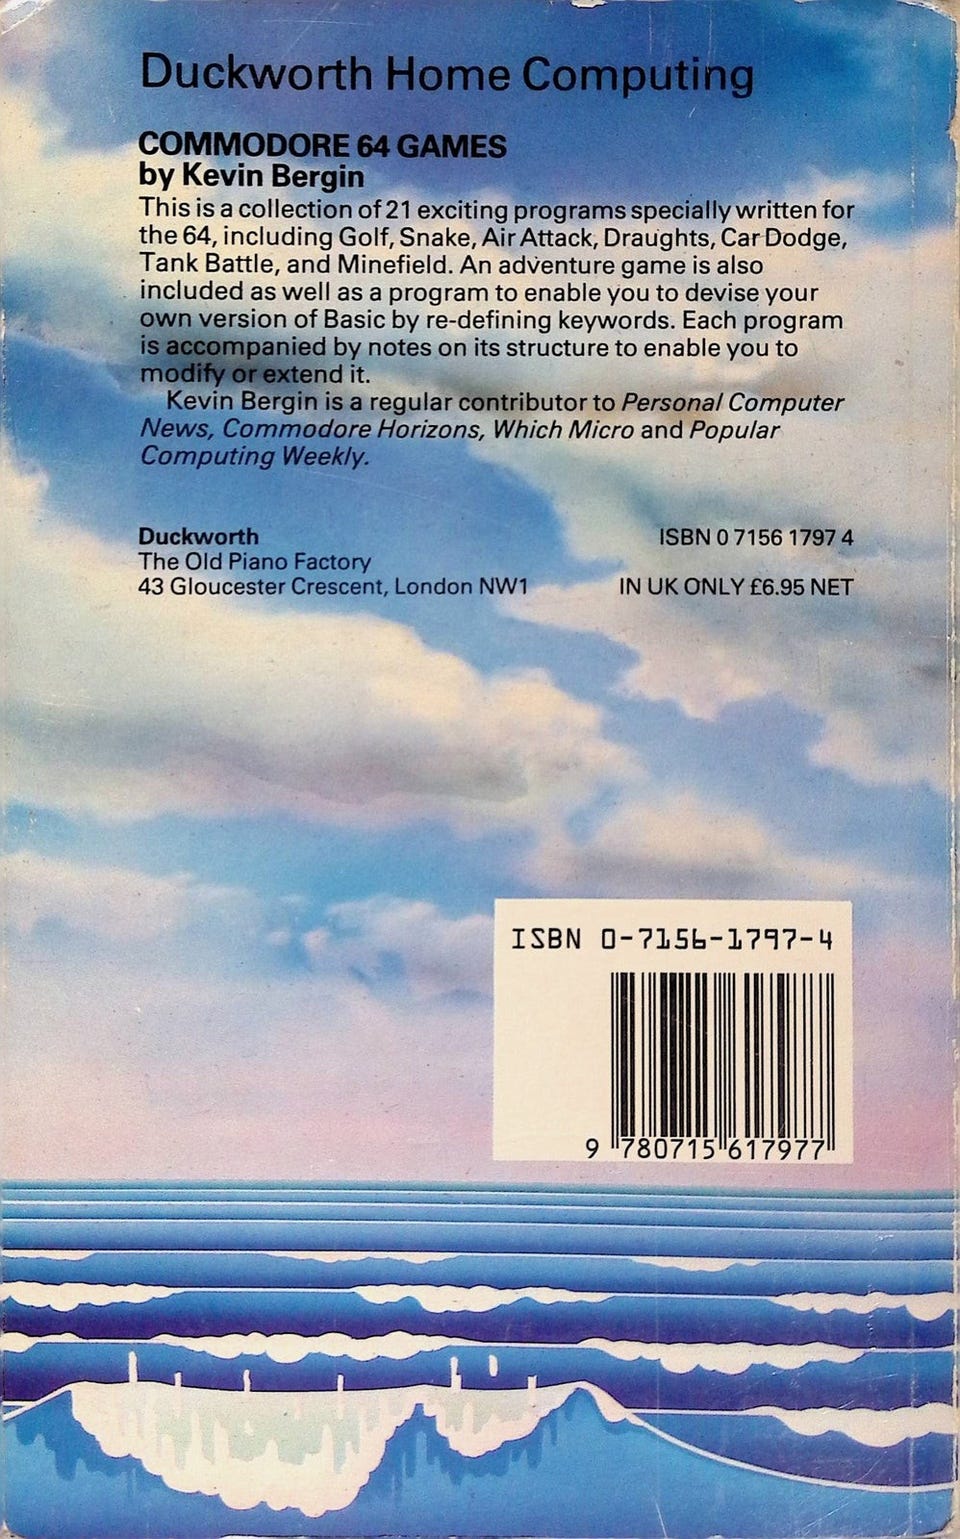 Duckworth Home Computing
COMMODORE 64 GAMES
by Kevin Bergin
This is a collection of 21 exciting programs specially written for
the 64, including Golf, Snake, Air Attack, Draughts, Car Dodge,
Tank Battle, and Minefield. An adventure game is also
included as well as a program to enable you to devise your
own version of Basic by re-defining keywords. Each program
is accompanied by notes on its structure to enable you to
modify or extend it.
Kevin Bergin is a regular contributor to Personal Computer
News, Commodore Horizons, Which Micro and Popular
Computing Weekly.
Duckworth
The Old Piano Factory
43 Gloucester Crescent, London NW1
ISBN 0 7156 1797 4
IN UK ONLY £6.95 NET
ISBN 0-7156-1797-4
9 780715 617977